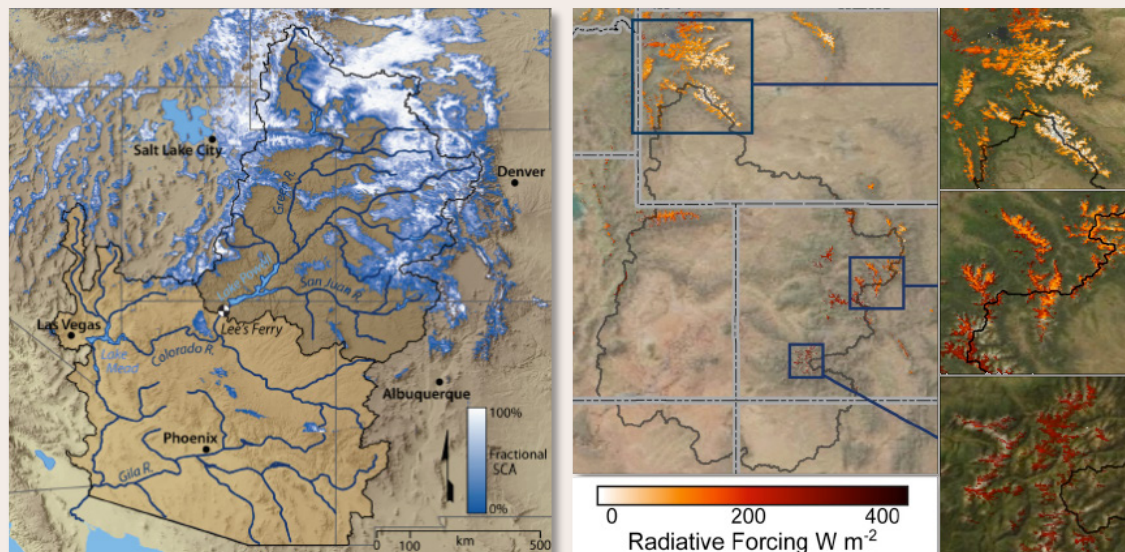 Salt Lake City
Denver
Green R.
Lake Powell
San Juan R.
Las Vegas
Lee's Ferry
Lake
Mead
Colorado R.
Albuquerque
100%
Phoenix
Fractional
SCA
Gila R.
0%
0 100 500
km
0 200 400
Radiative Forcing W m-2